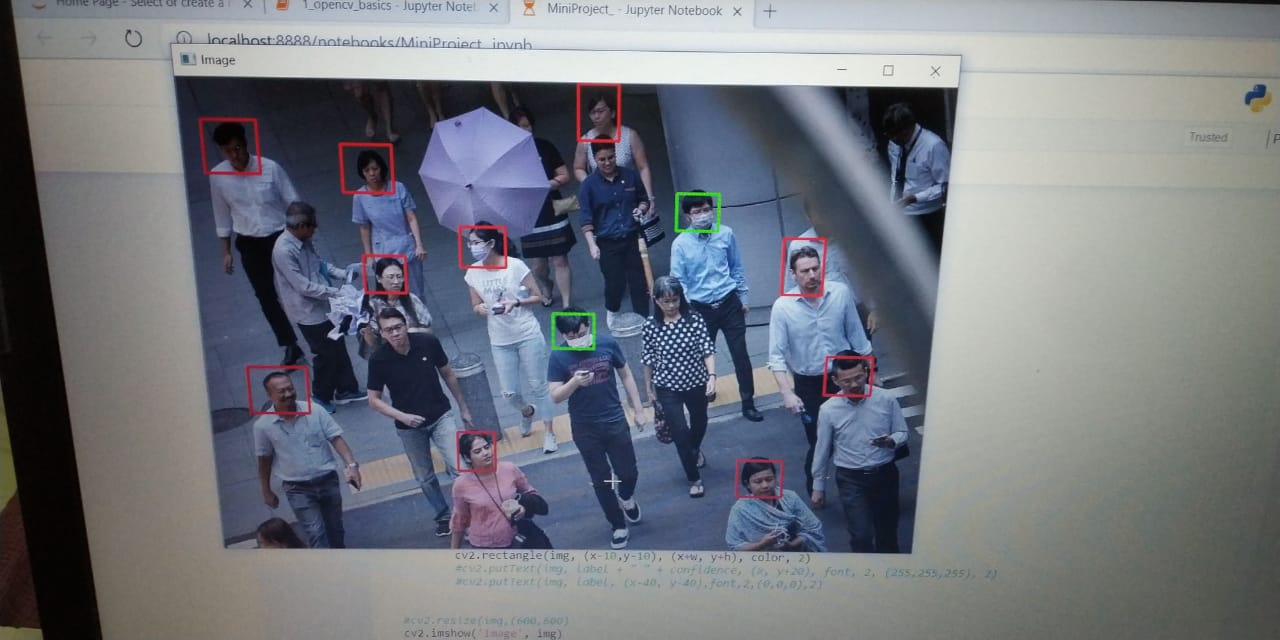 Home Page - Select or create a
1_opencv_basics - Jupyter Note
MiniProject_ - Jupyter Notebook
localhost:8888/notebooks/MiniProject_.ipynb
Image
Trusted
LITTLE
cv2.rectangle(img, (x-10,y-10), (x+w, y+h), color, 2)
#cv2.putText(img, label + " " + confidence, (x, y+20), font, 2, (255,255,255), 2)
#cv2.putText(img, label, (x-40, y-40),font,2,(0,0,0),2)
#cv2.resize(img,(600,600)
cv2.imshow('image', img)